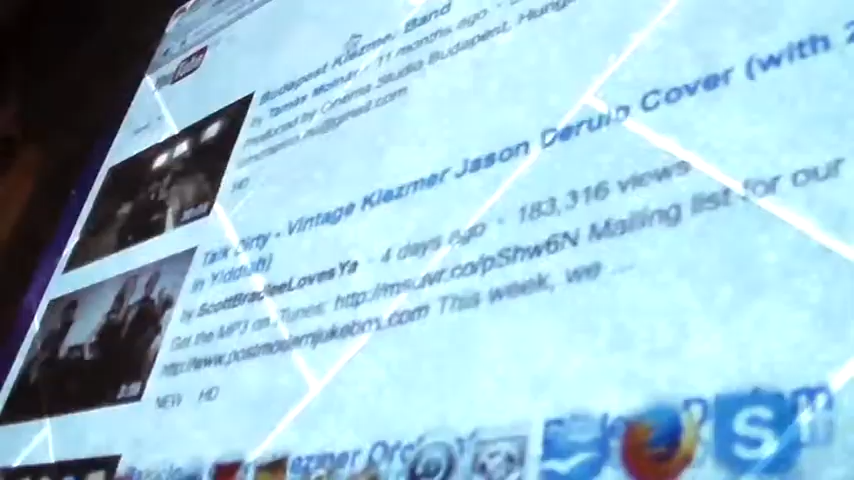 Budapest Klezmer Band
by Tamás Molnár · 11 months ago
produced by Cinema-Studio Budapest, Hungary
HD
Talk Dirty - Vintage Klezmer Jason Derulo Cover (with 2
in Yiddish)
by ScottBradleeLovesYa · 4 days ago · 183,316 views
Get the MP3 on iTunes: http://msuvr.co/pShw6N Mailing list for our
http://www.postmodernjukebox.com This week, we ...
NEW HD
S